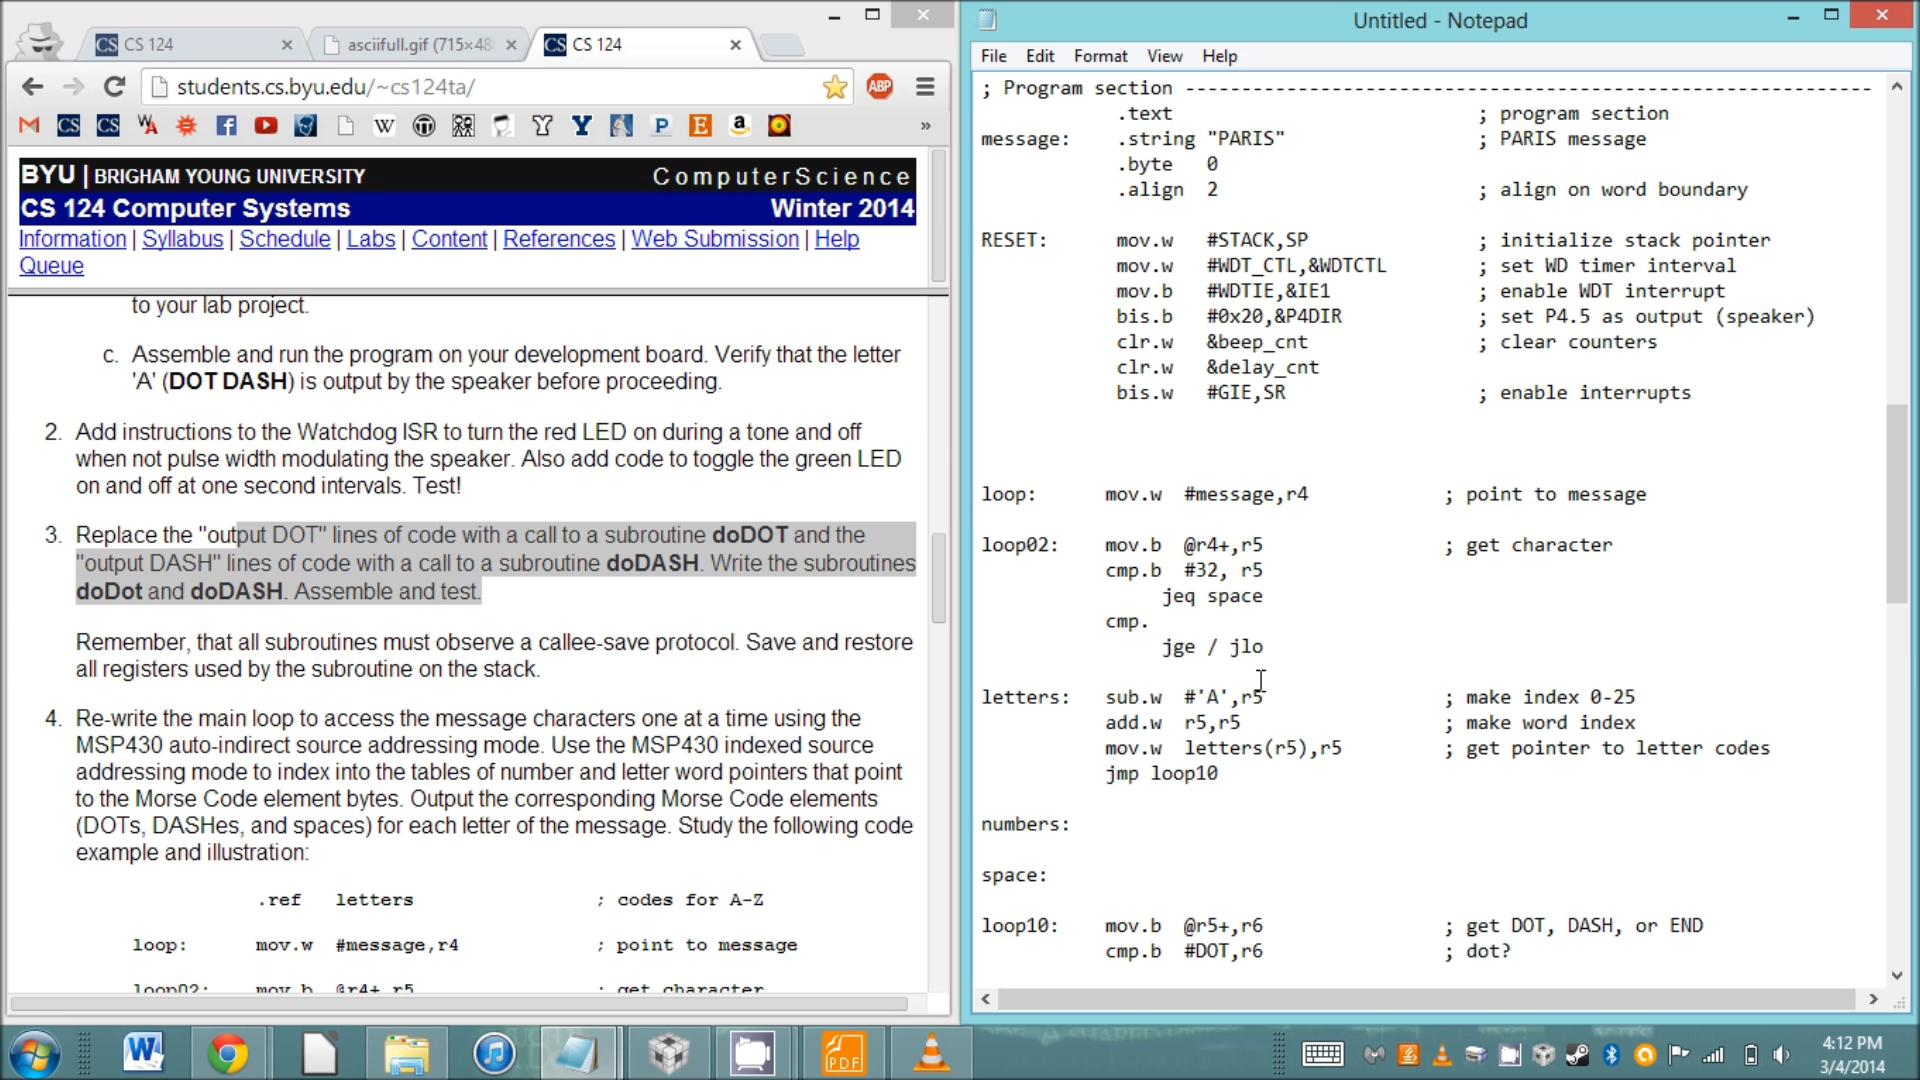 CS 124
asciifull.gif (715×48
CS 124
students.cs.byu.edu/~cs124ta/
BYU | BRIGHAM YOUNG UNIVERSITY ComputerScience
CS 124 Computer Systems Winter 2014
Information | Syllabus | Schedule | Labs | Content | References | Web Submission | Help
Queue
to your lab project.
c. Assemble and run the program on your development board. Verify that the letter
'A' (DOT DASH) is output by the speaker before proceeding.
2. Add instructions to the Watchdog ISR to turn the red LED on during a tone and off
when not pulse width modulating the speaker. Also add code to toggle the green LED
on and off at one second intervals. Test!
3. Replace the "output DOT" lines of code with a call to a subroutine doDOT and the
"output DASH" lines of code with a call to a subroutine doDASH. Write the subroutines
doDot and doDASH. Assemble and test.
Remember, that all subroutines must observe a callee-save protocol. Save and restore
all registers used by the subroutine on the stack.
4. Re-write the main loop to access the message characters one at a time using the
MSP430 auto-indirect source addressing mode. Use the MSP430 indexed source
addressing mode to index into the tables of number and letter word pointers that point
to the Morse Code element bytes. Output the corresponding Morse Code elements
(DOTs, DASHes, and spaces) for each letter of the message. Study the following code
example and illustration:
.ref letters ; codes for A-Z
loop: mov.w #message,r4 ; point to message
loop02: mov.b @r4+,r5 ; get character
Untitled - Notepad
File Edit Format View Help
; Program section -------------------------------------------------------------
.text ; program section
message: .string "PARIS" ; PARIS message
.byte 0
.align 2 ; align on word boundary
RESET: mov.w #STACK,SP ; initialize stack pointer
mov.w #WDT_CTL,&WDTCTL ; set WD timer interval
mov.b #WDTIE,&IE1 ; enable WDT interrupt
bis.b #0x20,&P4DIR ; set P4.5 as output (speaker)
clr.w &beep_cnt ; clear counters
clr.w &delay_cnt
bis.w #GIE,SR ; enable interrupts
loop: mov.w #message,r4 ; point to message
loop02: mov.b @r4+,r5 ; get character
cmp.b #32, r5
jeq space
cmp.
jge / jlo
letters: sub.w #'A',r5 ; make index 0-25
add.w r5,r5 ; make word index
mov.w letters(r5),r5 ; get pointer to letter codes
jmp loop10
numbers:
space:
loop10: mov.b @r5+,r6 ; get DOT, DASH, or END
cmp.b #DOT,r6 ; dot?
4:12 PM
3/4/2014